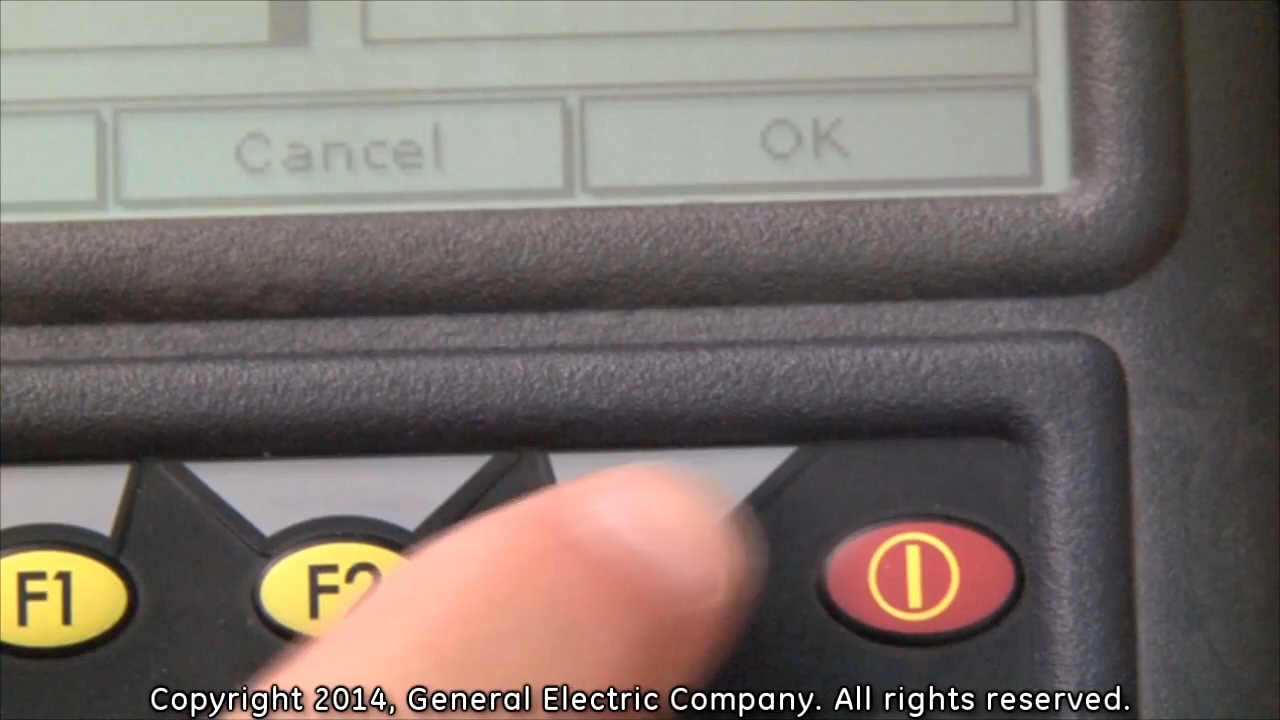 Cancel
OK
F1
F2
Copyright 2014, General Electric Company. All rights reserved.